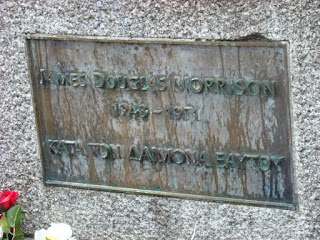 JAMES DOUGLAS MORRISON
1943-1971
ΚΑΤΑ ΤΟΝ ΔΑΙΜΟΝΑ ΕΑΥΤΟΥ